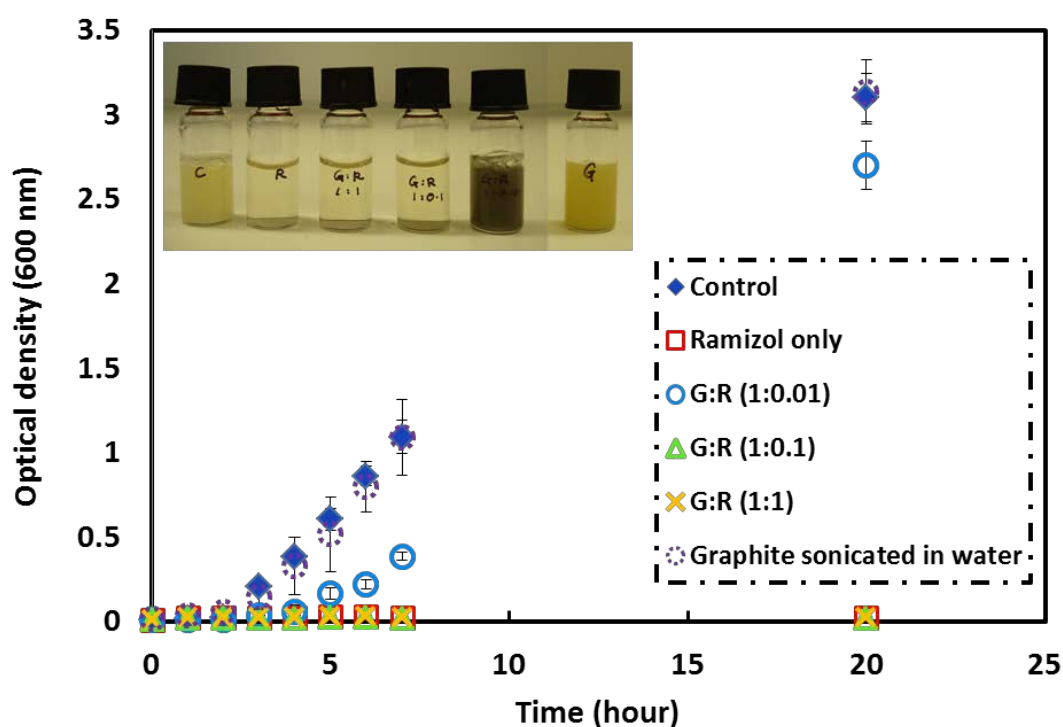 3.5
3
2.5
2
1.5
1
0.5
0
0
5
10
15
20
25
Optical density (600 nm)
Time (hour)
C
R
G:R
1:1
G:R
1:0.1
G:R
G
Control
Ramizol only
G:R (1:0.01)
G:R (1:0.1)
G:R (1:1)
Graphite sonicated in water